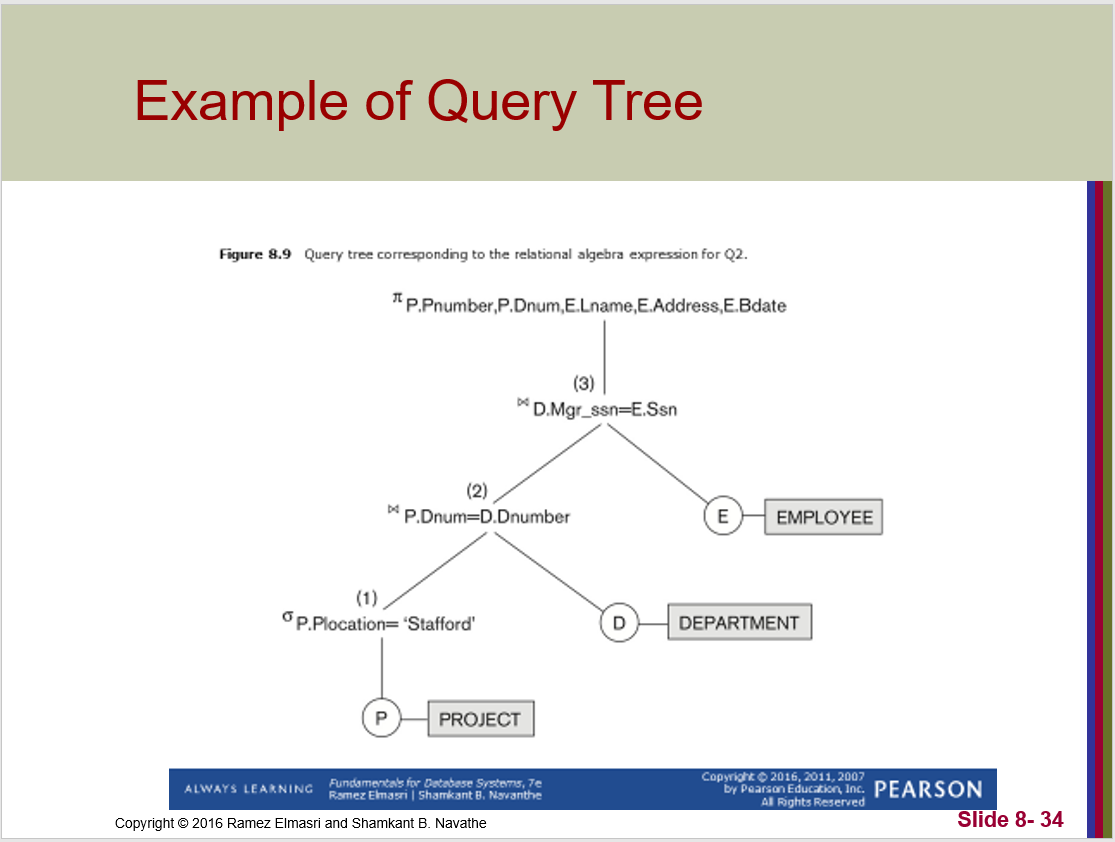 Example of Query Tree
Figure 8.9 Query tree corresponding to the relational algebra expression for Q2.
π P.Pnumber,P.Dnum,E.Lname,E.Address,E.Bdate
(3)
⋈ D.Mgr_ssn=E.Ssn
(2)
⋈ P.Dnum=D.Dnumber
E
EMPLOYEE
(1)
σ P.Plocation= ‘Stafford’
D
DEPARTMENT
P
PROJECT
ALWAYS LEARNING
Fundamentals for Database Systems, 7e
Ramez Elmasri | Shamkant B. Navanthe
Copyright © 2016, 2011, 2007
by Pearson Education, Inc.
All Rights Reserved
PEARSON
Copyright © 2016 Ramez Elmasri and Shamkant B. Navathe
Slide 8- 34